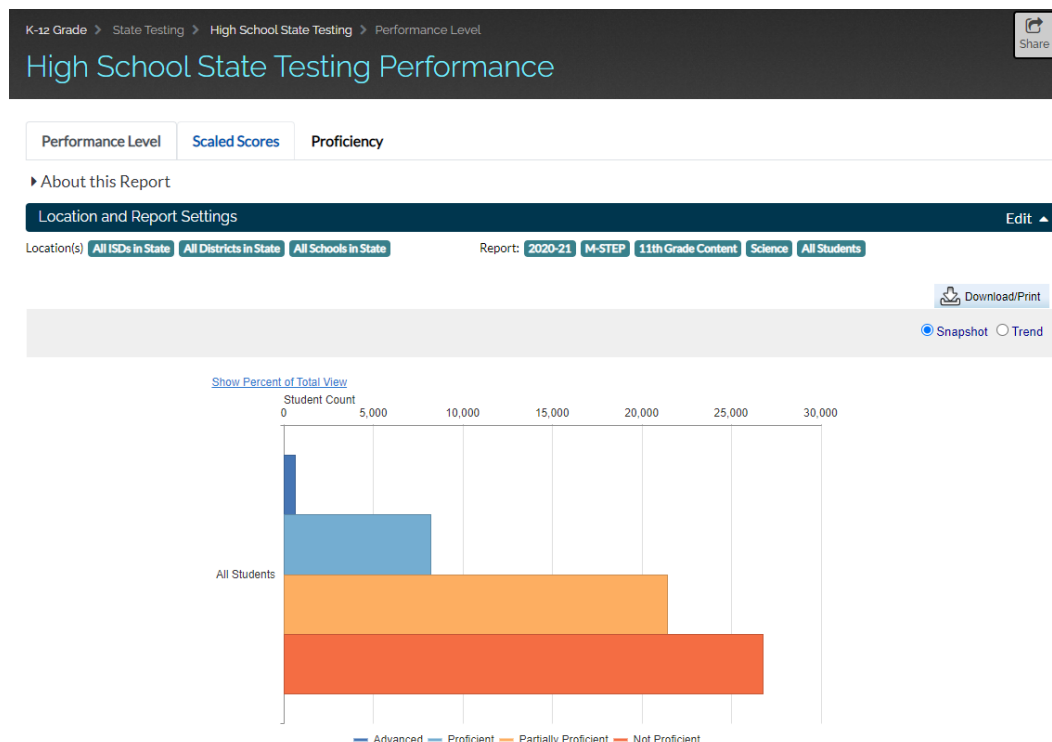 K-12 Grade > State Testing > High School State Testing > Performance Level
Share
High School State Testing Performance
Performance Level Scaled Scores Proficiency
About this Report
Location and Report Settings Edit
Location(s) All ISDs in State All Districts in State All Schools in State Report: 2020-21 M-STEP 11th Grade Content Science All Students
Download/Print
Snapshot Trend
Show Percent of Total View
Student Count
0 5,000 10,000 15,000 20,000 25,000 30,000
All Students
Advanced Proficient Partially Proficient Not Proficient